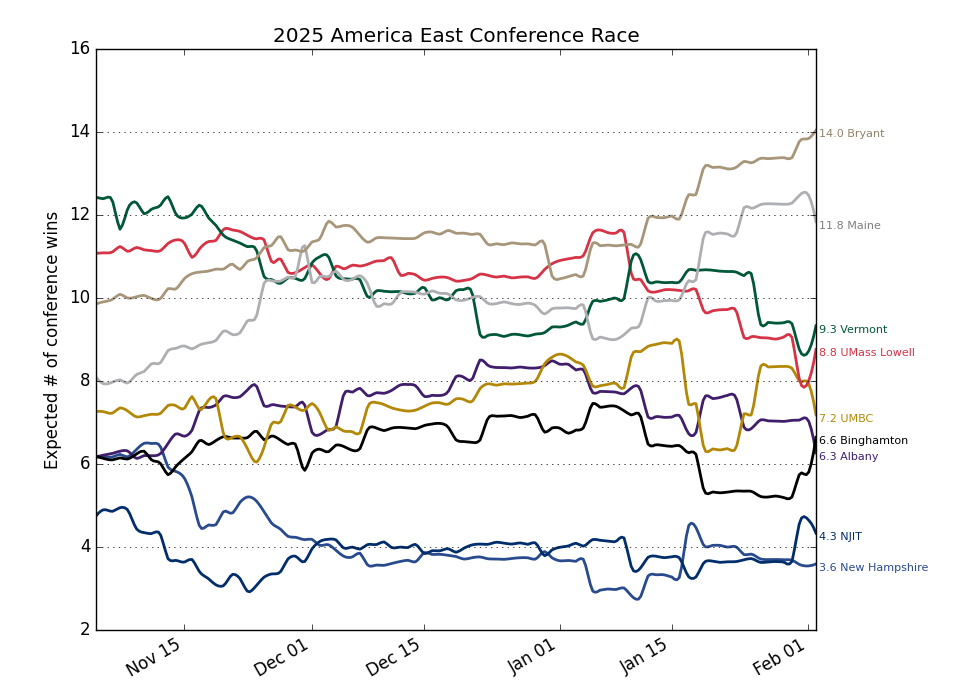 2025 America East Conference Race
Expected # of conference wins
16
14
12
10
8
6
4
2
14.0 Bryant
11.8 Maine
9.3 Vermont
8.8 UMass Lowell
7.2 UMBC
6.6 Binghamton
6.3 Albany
4.3 NJIT
3.6 New Hampshire
Nov 15
Dec 01
Dec 15
Jan 01
Jan 15
Feb 01